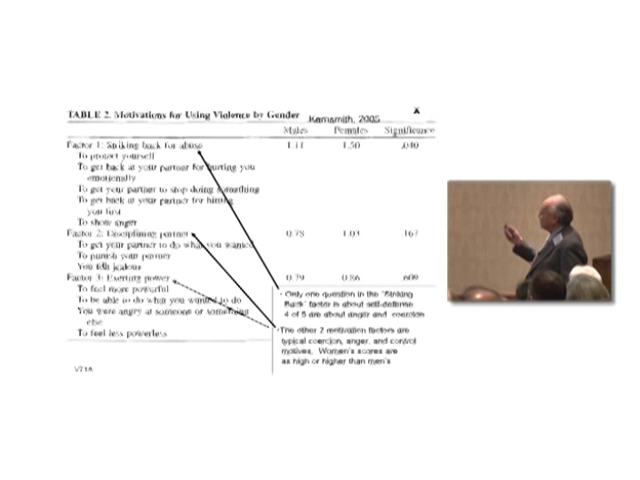 TABLE 2. Motivations for Using Violence by Gender
Kernsmith, 2005
X
Males Females Significance
Factor 1: Striking back for abuse 1.11 1.50 .040
To protect yourself
To get back at your partner for hurting you
emotionally
To get your partner to stop doing something
To get back at your partner for hitting
you first
To show anger
Factor 2: Disciplining partner 0.78 1.03 .167
To get your partner to do what you wanted
To punish your partner
You felt jealous
Factor 3: Exerting power 0.79 0.86 .609
To feel more powerful
To be able to do what you wanted to do
You were angry at someone or something
else
To feel less powerless
- Only one question in the "Striking
Back" factor is about self-defense
4 of 5 are about anger and coercion
- The other 2 motivation factors are
typical coercion, anger, and control
motives. Women's scores are
as high or higher than men's
V71A